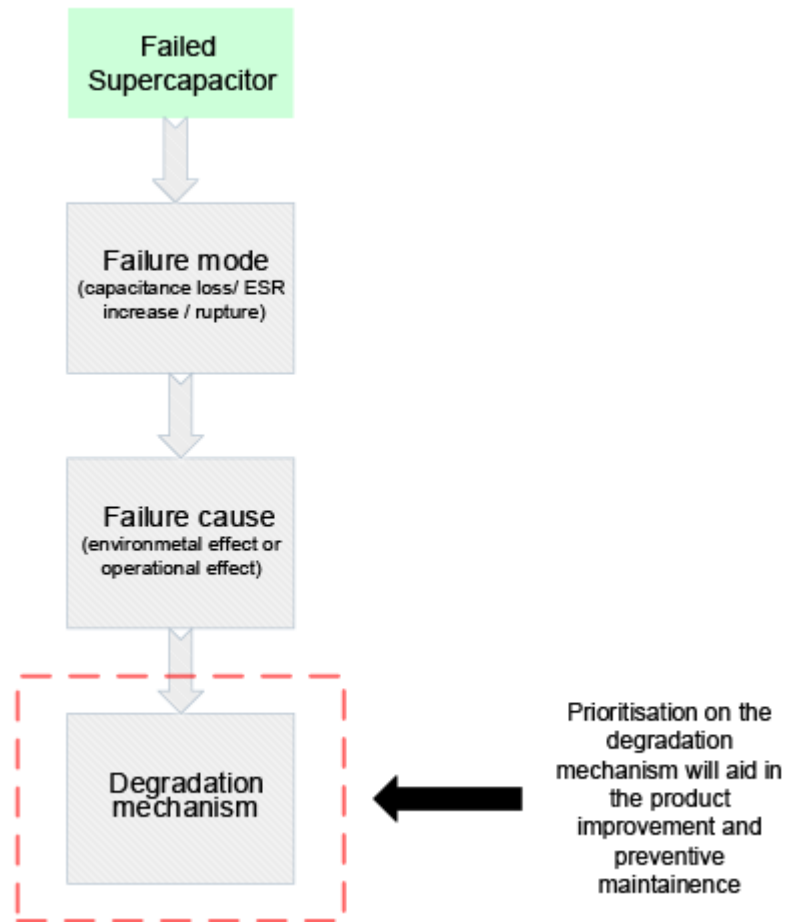 Failed
Supercapacitor
Failure mode
(capacitance loss/ ESR
increase / rupture)
Failure cause
(environmetal effect or
operational effect)
Degradation
mechanism
Prioritisation on the
degradation
mechanism will aid in
the product
improvement and
preventive
maintainence